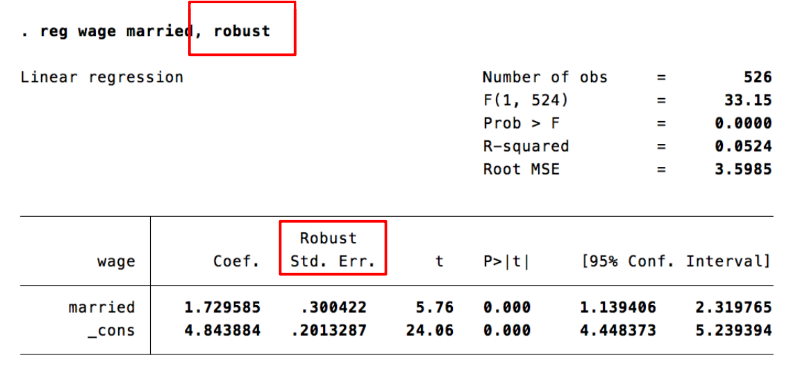 . reg wage married, robust
Linear regression Number of obs = 526
F(1, 524) = 33.15
Prob > F = 0.0000
R-squared = 0.0524
Root MSE = 3.5985
Robust
wage Coef. Std. Err. t P>|t| [95% Conf. Interval]
married 1.729585 .300422 5.76 0.000 1.139406 2.319765
_cons 4.843884 .2013287 24.06 0.000 4.448373 5.239394